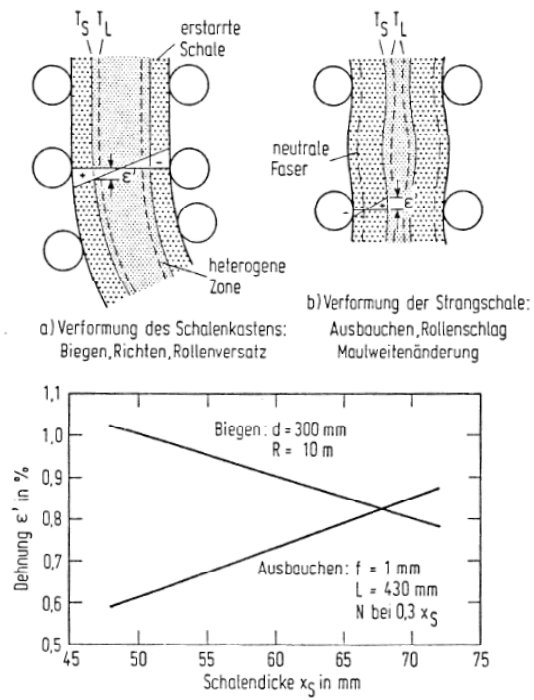 T_S T_L
erstarrte
Schale
+
-
ε'
heterogene
Zone
a) Verformung des Schalenkastens:
Biegen, Richten, Rollenversatz
T_S T_L
neutrale
Faser
-
+
ε'
b) Verformung der Strangschale:
Ausbauchen, Rollenschlag
Maulweitenänderung
Dehnung ε' in %
1,1
1,0
0,9
0,8
0,7
0,6
0,5
Biegen: d = 300 mm
R = 10 m
Ausbauchen: f = 1 mm
L = 430 mm
N bei 0,3 x_S
45 50 55 60 65 70 75
Schalendicke x_S in mm